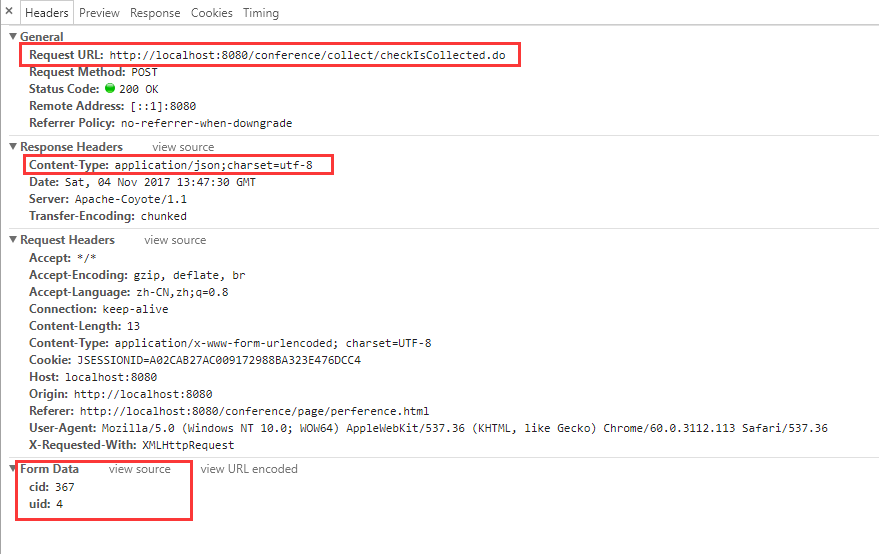 × Headers Preview Response Cookies Timing
▼ General
Request URL: http://localhost:8080/conference/collect/checkIsCollected.do
Request Method: POST
Status Code: 200 OK
Remote Address: [::1]:8080
Referrer Policy: no-referrer-when-downgrade
▼ Response Headers view source
Content-Type: application/json;charset=utf-8
Date: Sat, 04 Nov 2017 13:47:30 GMT
Server: Apache-Coyote/1.1
Transfer-Encoding: chunked
▼ Request Headers view source
Accept: */*
Accept-Encoding: gzip, deflate, br
Accept-Language: zh-CN,zh;q=0.8
Connection: keep-alive
Content-Length: 13
Content-Type: application/x-www-form-urlencoded; charset=UTF-8
Cookie: JSESSIONID=A02CAB27AC009172988BA323E476DCC4
Host: localhost:8080
Origin: http://localhost:8080
Referer: http://localhost:8080/conference/page/perference.html
User-Agent: Mozilla/5.0 (Windows NT 10.0; WOW64) AppleWebKit/537.36 (KHTML, like Gecko) Chrome/60.0.3112.113 Safari/537.36
X-Requested-With: XMLHttpRequest
▼ Form Data view source view URL encoded
cid: 367
uid: 4